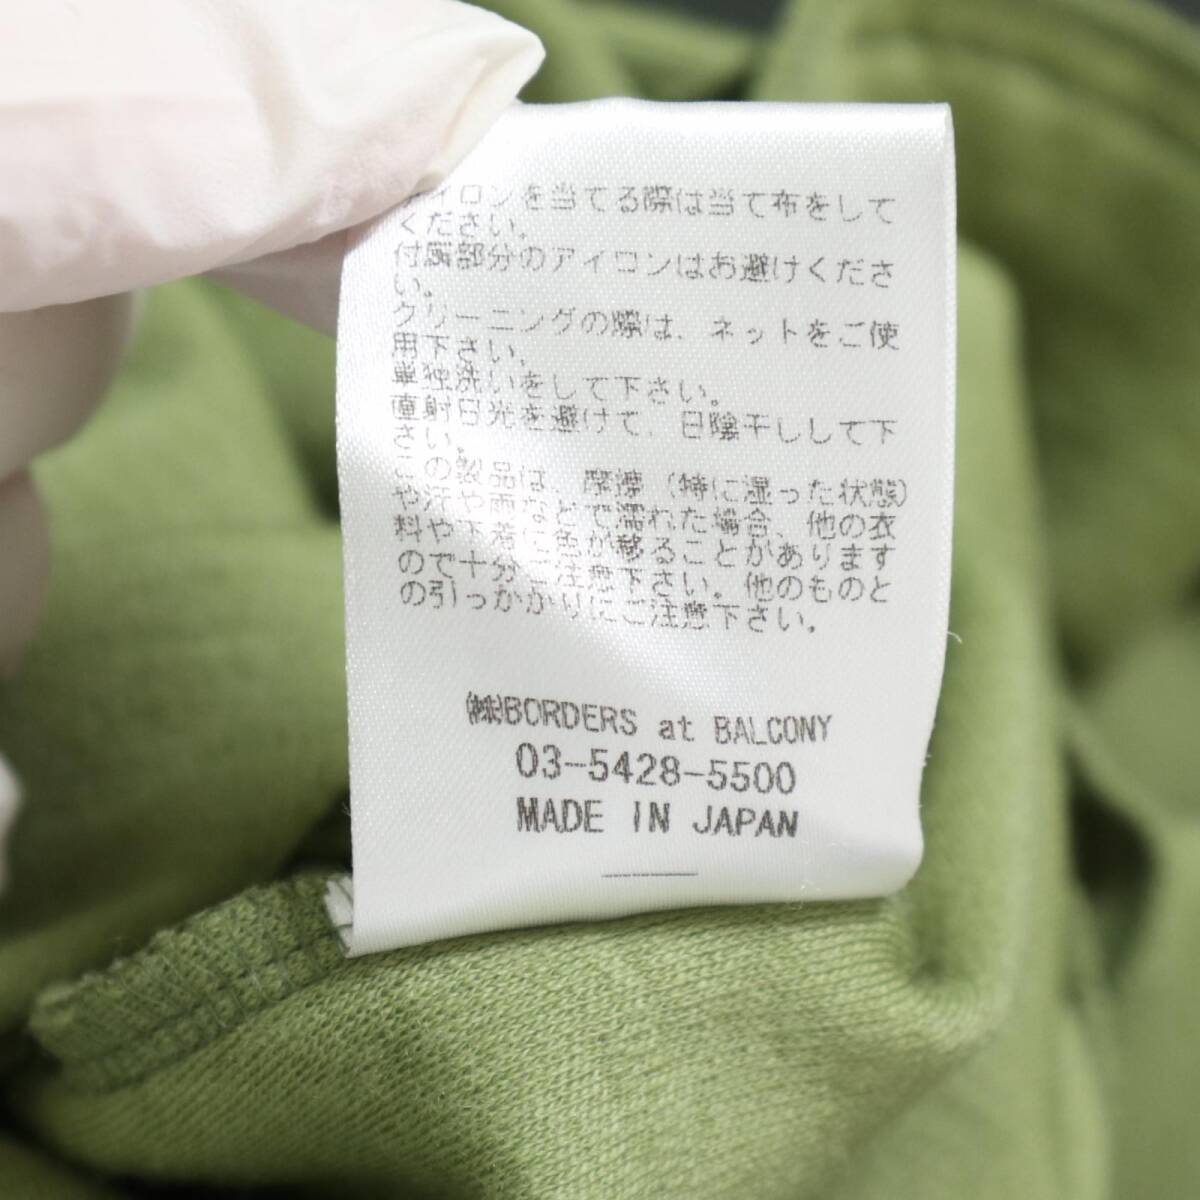 アイロンを当てる際は当て布をして
ください。
付属部分のアイロンはお避けくださ
い。
クリーニングの際は、ネットをご使
用下さい。
単独洗いをして下さい。
直射日光を避けて、日陰干しして下
さい。
この製品は、摩擦（特に湿った状態）
や汗や雨などで濡れた場合、他の衣
料や下着に色が移ることがあります
ので十分ご注意下さい。他のものと
の引っかかりにご注意下さい。
㈱BORDERS at BALCONY
03-5428-5500
MADE IN JAPAN